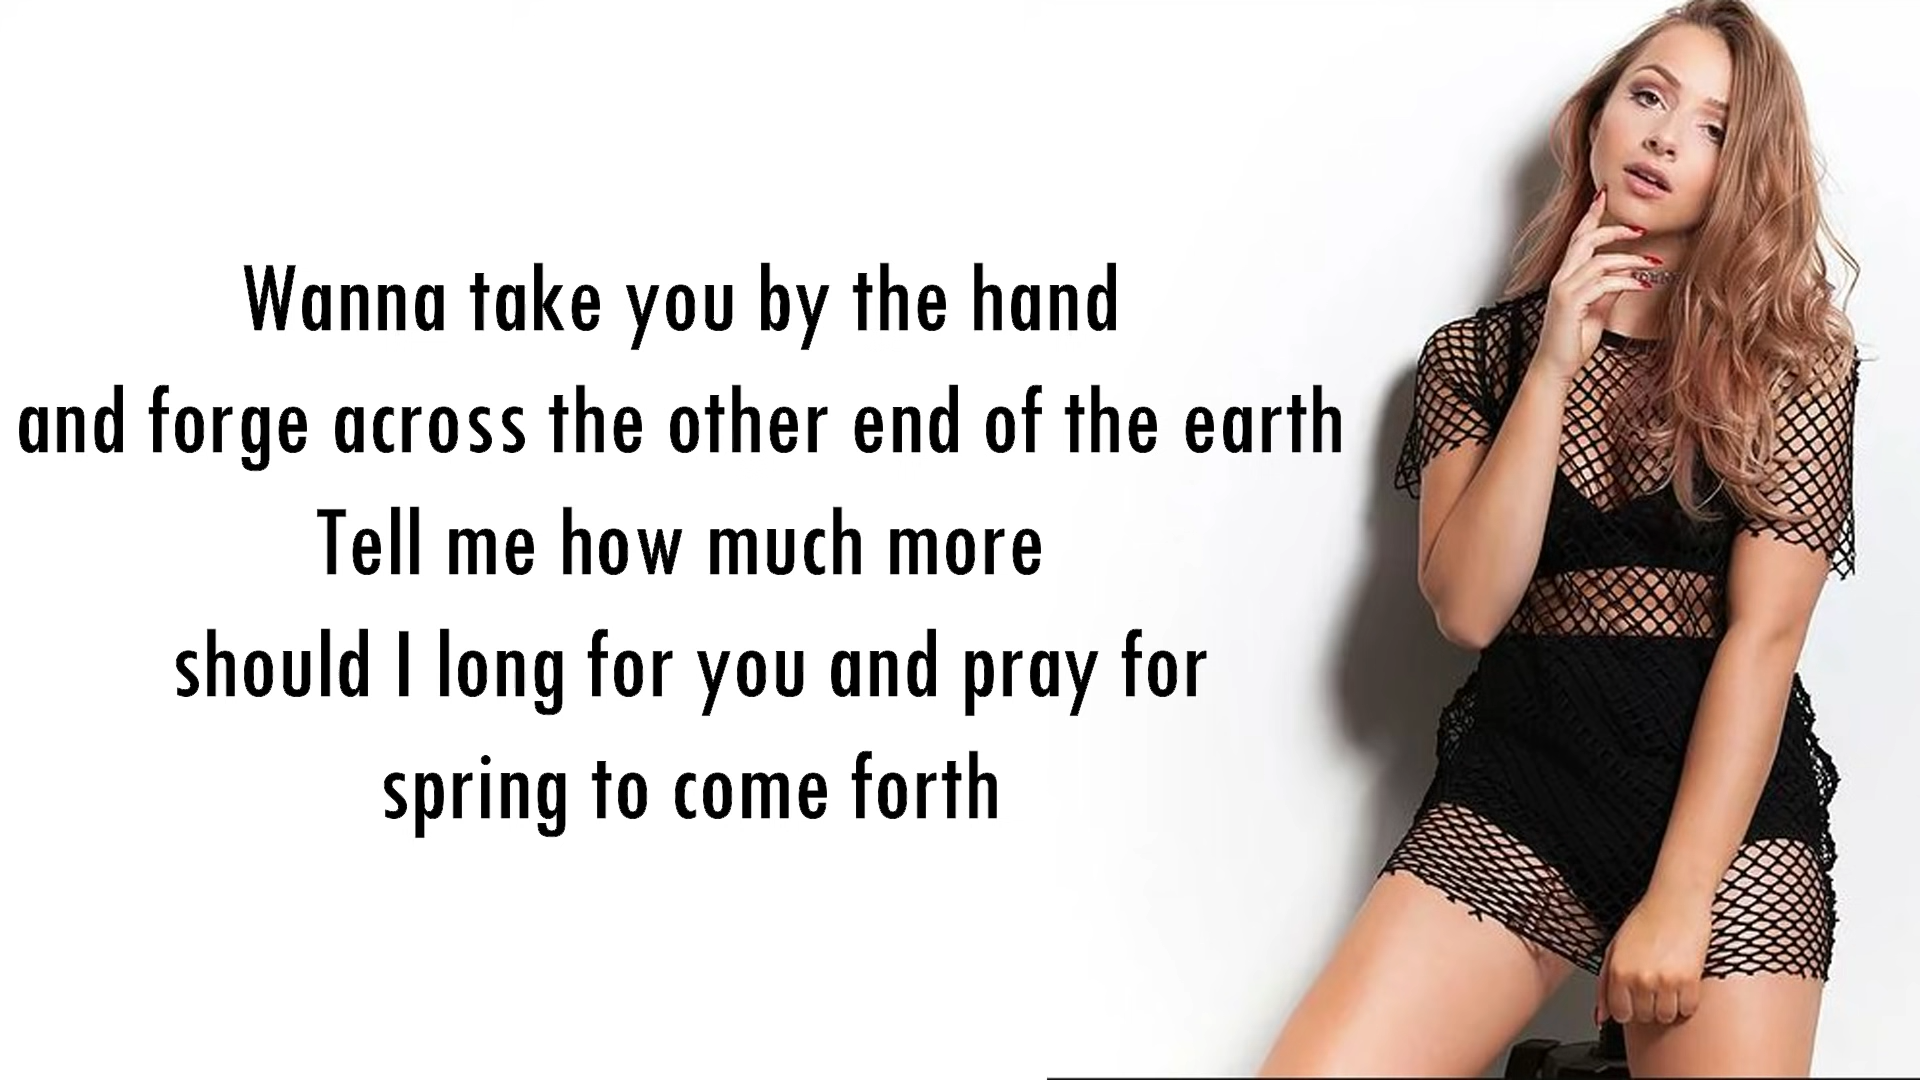 Wanna take you by the hand
and forge across the other end of the earth
Tell me how much more
should I long for you and pray for
spring to come forth